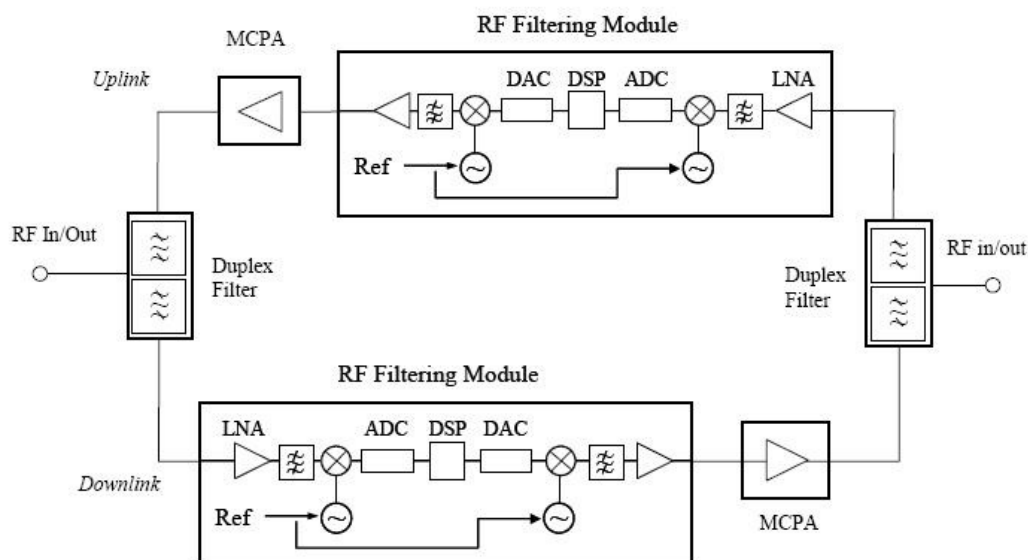 RF Filtering Module
MCPA
Uplink
DAC DSP ADC LNA
Ref
RF In/Out
Duplex
Filter
Duplex
Filter
RF in/out
RF Filtering Module
LNA ADC DSP DAC
Downlink
Ref
MCPA